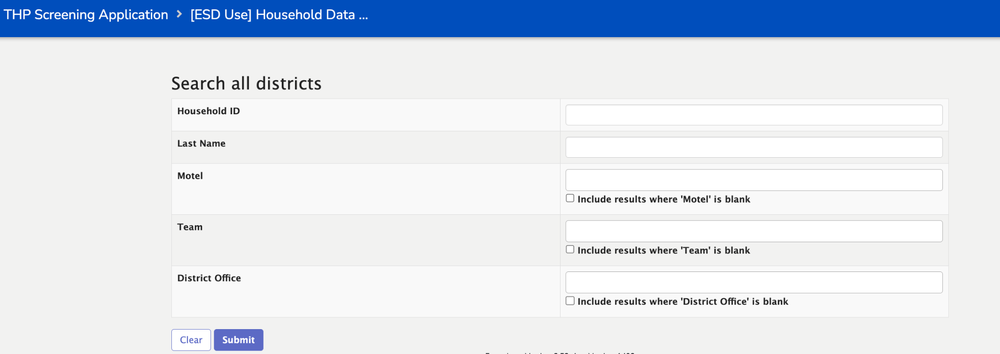 THP Screening Application > [ESD Use] Household Data ...
Search all districts
Household ID
Last Name
Motel
Include results where 'Motel' is blank
Team
Include results where 'Team' is blank
District Office
Include results where 'District Office' is blank
Clear Submit